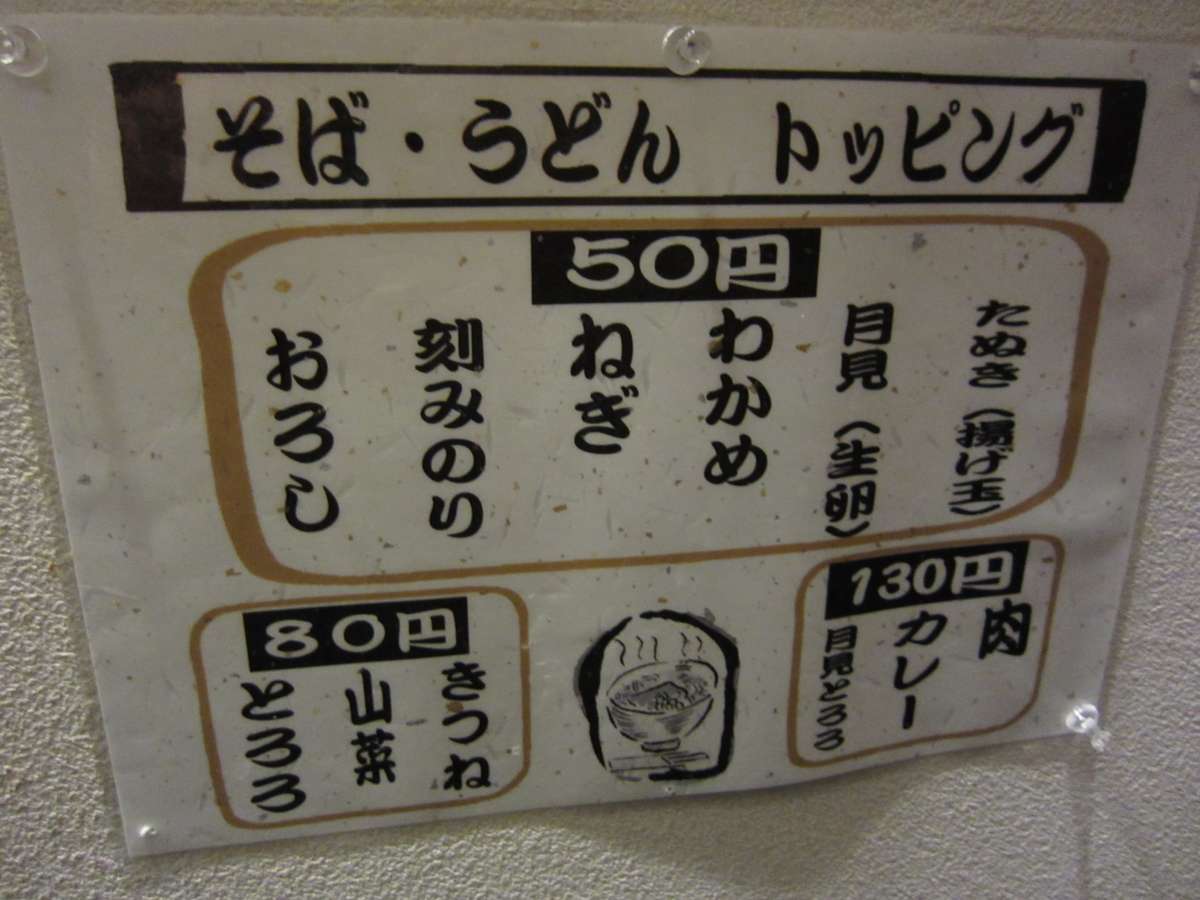 そば・うどん トッピング
50円
たぬき（揚げ玉）
月見（生卵）
わかめ
ねぎ
刻みのり
おろし
130円
肉
カレー
月見とろろ
80円
きつね
山菜
とろろ